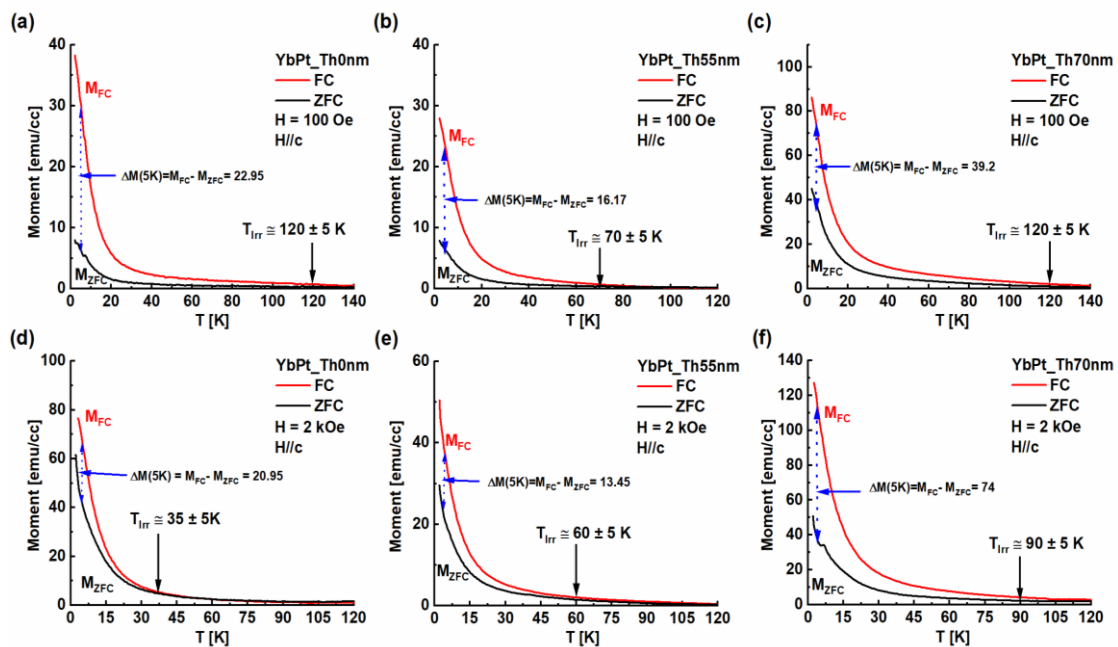 (a)
YbPt_Th0nm
FC
ZFC
H = 100 Oe
H//c
M_FC
ΔM(5K)=M_FC- M_ZFC= 22.95
T_Irr ≅ 120 ± 5 K
M_ZFC
Moment [emu/cc]
0
10
20
30
40
0 20 40 60 80 100 120 140
T [K]
(b)
YbPt_Th55nm
FC
ZFC
H = 100 Oe
H//c
M_FC
ΔM(5K)=M_FC- M_ZFC= 16.17
T_Irr ≅ 70 ± 5 K
M_ZFC
Moment [emu/cc]
0
10
20
30
40
0 20 40 60 80 100 120
T [K]
(c)
YbPt_Th70nm
FC
ZFC
H = 100 Oe
H//c
M_FC
ΔM(5K)= M_FC- M_ZFC = 39.2
T_Irr ≅ 120 ± 5 K
M_ZFC
Moment [emu/cc]
0
20
40
60
80
100
120
0 20 40 60 80 100 120 140
T [K]
(d)
YbPt_Th0nm
FC
ZFC
H = 2 kOe
H//c
M_FC
ΔM(5K) = M_FC- M_ZFC= 20.95
T_Irr ≅ 35 ± 5K
M_ZFC
Moment [emu/cc]
0
20
40
60
80
100
0 15 30 45 60 75 90 105 120
T [K]
(e)
YbPt_Th55nm
FC
ZFC
H = 2 kOe
H//c
M_FC
ΔM(5K)=M_FC- M_ZFC= 13.45
T_Irr ≅ 60 ± 5 K
M_ZFC
Moment [emu/cc]
0
20
40
60
0 15 30 45 60 75 90 105 120
T [K]
(f)
YbPt_Th70nm
FC
ZFC
H = 2 kOe
H//c
M_FC
ΔM(5K)=M_FC- M_ZFC = 74
T_Irr ≅ 90 ± 5 K
M_ZFC
Moment [emu/cc]
0
20
40
60
80
100
120
140
0 15 30 45 60 75 90 105 120
T [K]